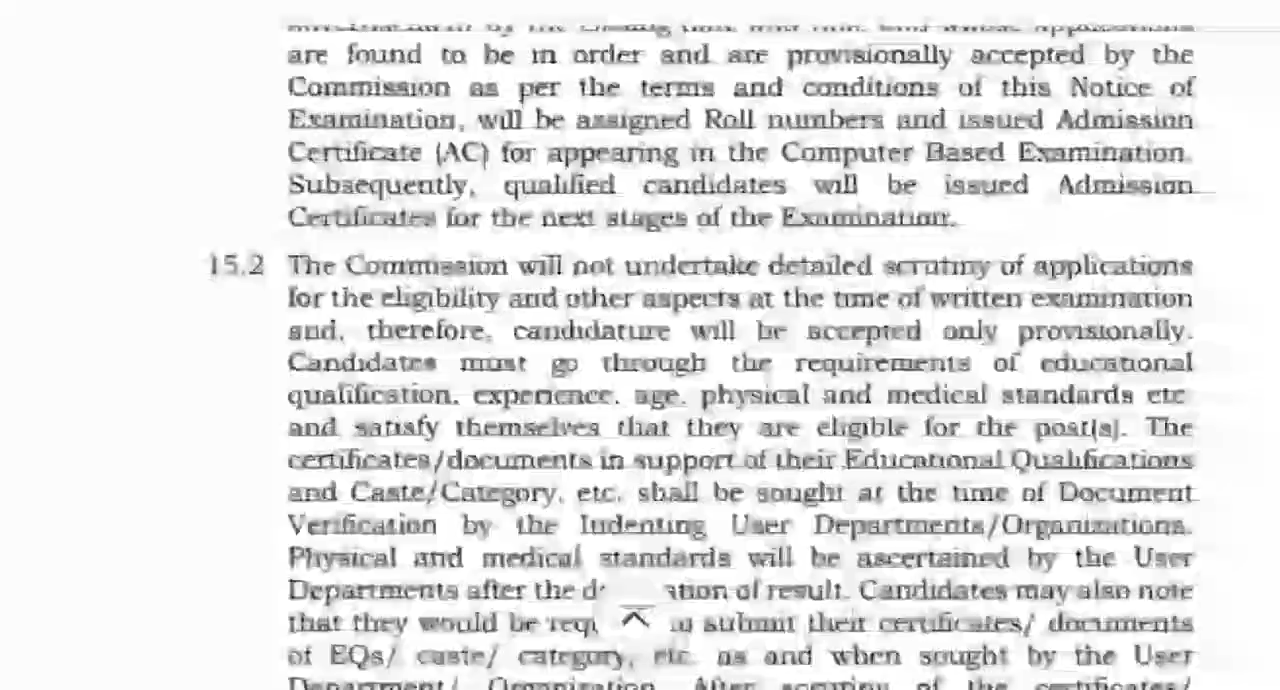 are found to be in order and are provisionally accepted by the
Commission as per the terms and conditions of this Notice of
Examination, will be assigned Roll numbers and issued Admission
Certificate (AC) for appearing in the Computer Based Examination.
Subsequently, qualified candidates will be issued Admission
Certificates for the next stages of the Examination.
15.2 The Commission will not undertake detailed scrutiny of applications
for the eligibility and other aspects at the time of written examination
and, therefore, candidature will be accepted only provisionally.
Candidates must go through the requirements of educational
qualification, experience, age, physical and medical standards etc
and satisfy themselves that they are eligible for the post(s). The
certificates/documents in support of their Educational Qualifications
and Caste/Category, etc. shall be sought at the time of Document
Verification by the Indenting User Departments/Organizations.
Physical and medical standards will be ascertained by the User
Departments after the of result. Candidates may also note
that they would be submit their certificates/ documents
of EQs/ caste/ category, etc. as and when sought by the User
Department/ Organization. After scrutiny of the certificates/